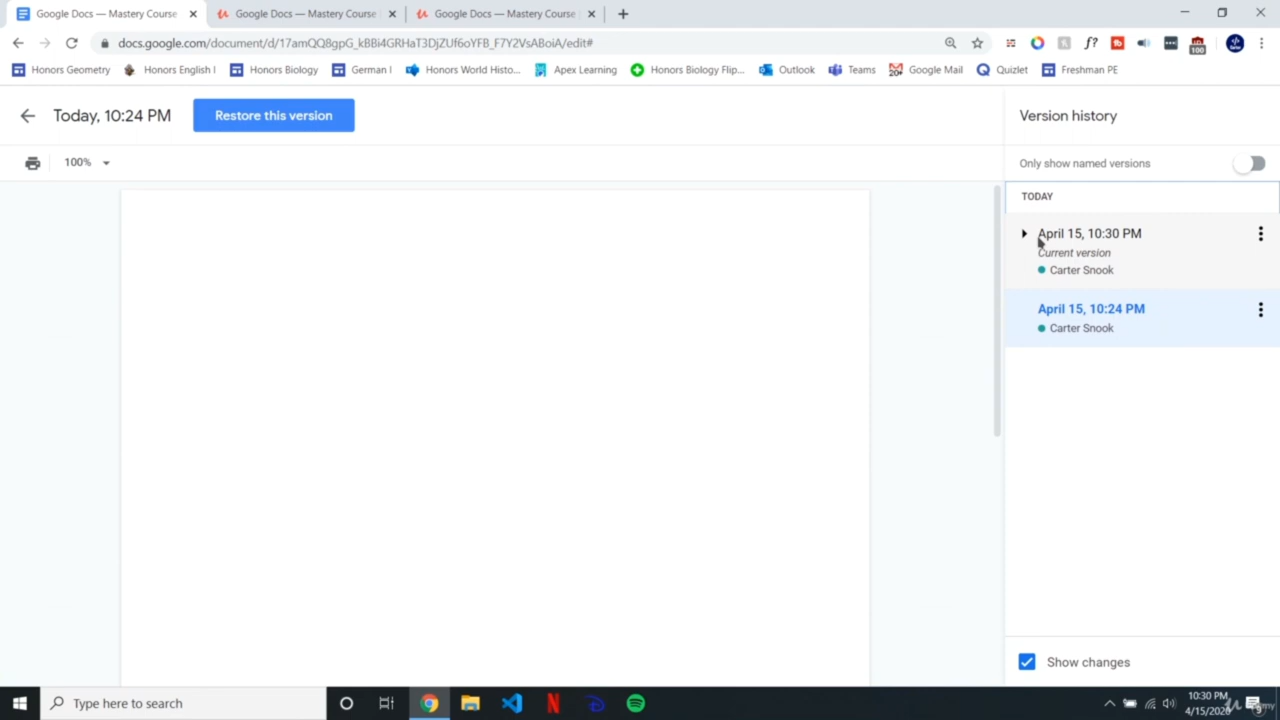 Google Docs — Mastery Course
Google Docs — Mastery Course
Google Docs — Mastery Course
docs.google.com/document/d/17amQQ8gpG_kBBi4GRHaT3DjZUf6oYFB_F7Y2VsABoiA/edit#
f?
100
Honors Geometry
Honors English I
Honors Biology
German I
Honors World Histo...
Apex Learning
Honors Biology Flip...
Outlook
Teams
20+
Google Mail
Quizlet
Freshman PE
Today, 10:24 PM
Restore this version
Version history
100%
Only show named versions
TODAY
April 15, 10:30 PM
Current version
Carter Snook
April 15, 10:24 PM
Carter Snook
Show changes
Type here to search
10:30 PM
4/15/2020